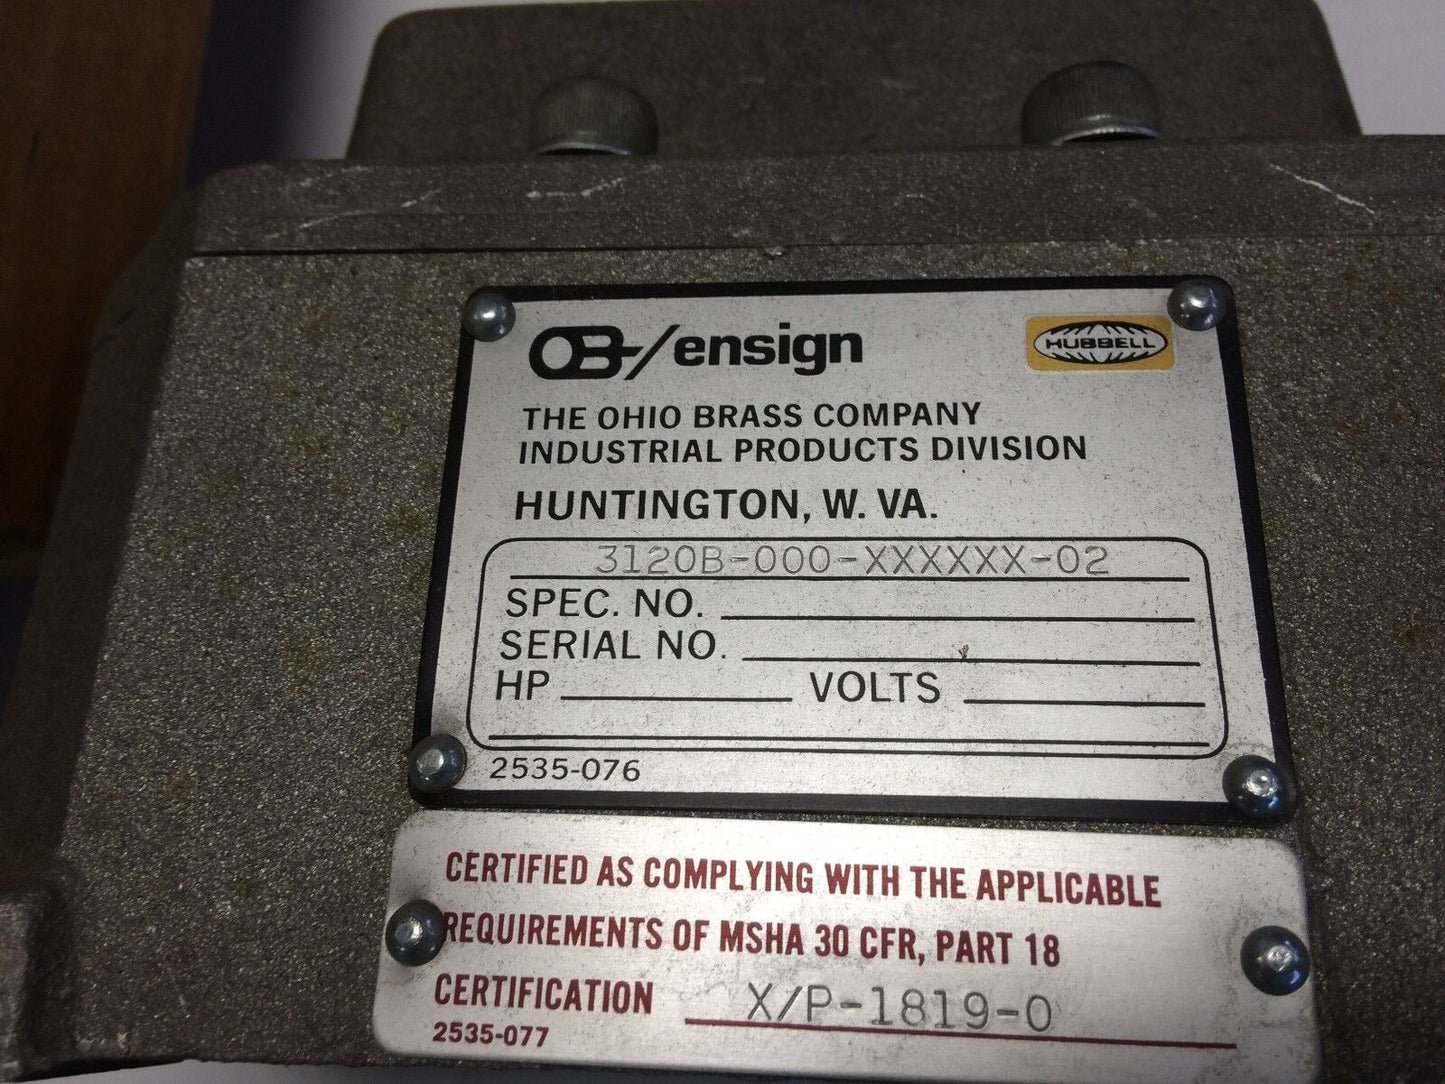 OB/ensign
HUBBELL
THE OHIO BRASS COMPANY
INDUSTRIAL PRODUCTS DIVISION
HUNTINGTON, W. VA.
3120B-000-XXXXXX-02
SPEC. NO.
SERIAL NO.
HP VOLTS
2535-076
CERTIFIED AS COMPLYING WITH THE APPLICABLE
REQUIREMENTS OF MSHA 30 CFR, PART 18
CERTIFICATION X/P-1819-0
2535-077